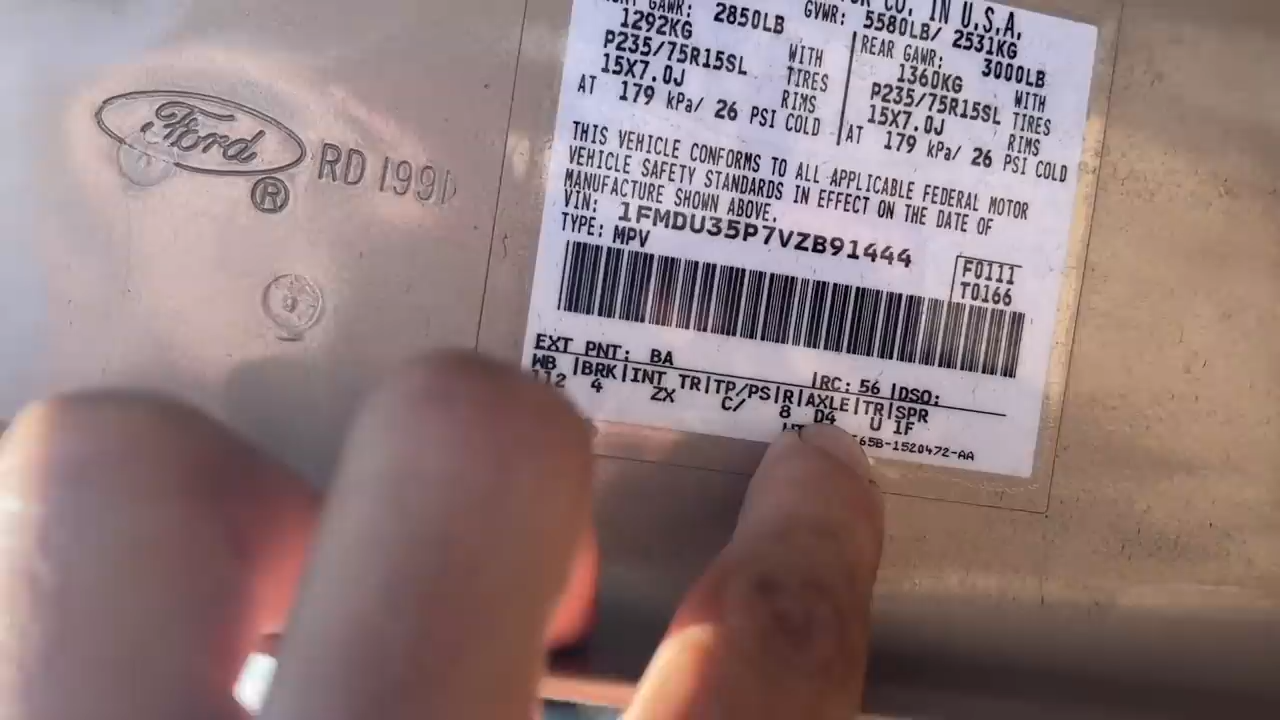 Ford ® RD 1991
CO. IN U.S.A.
GAWR: 2850LB GVWR: 5580LB/ 2531KG
1292KG REAR GAWR: 3000LB
P235/75R15SL WITH TIRES 1360KG WITH
15X7.0J RIMS P235/75R15SL TIRES
AT 179 kPa/ 26 PSI COLD 15X7.0J RIMS
AT 179 kPa/ 26 PSI COLD
THIS VEHICLE CONFORMS TO ALL APPLICABLE FEDERAL MOTOR
VEHICLE SAFETY STANDARDS IN EFFECT ON THE DATE OF
MANUFACTURE SHOWN ABOVE.
VIN: 1FMDU35P7VZB91444
TYPE: MPV
F0111
T0166
EXT PNT: BA |RC: 56 |DSO:
WB |BRK|INT TR|TP/PS|R|AXLE|TR|SPR
112 4 ZX C/ 8 D4 U 1F
65B-1520472-AA